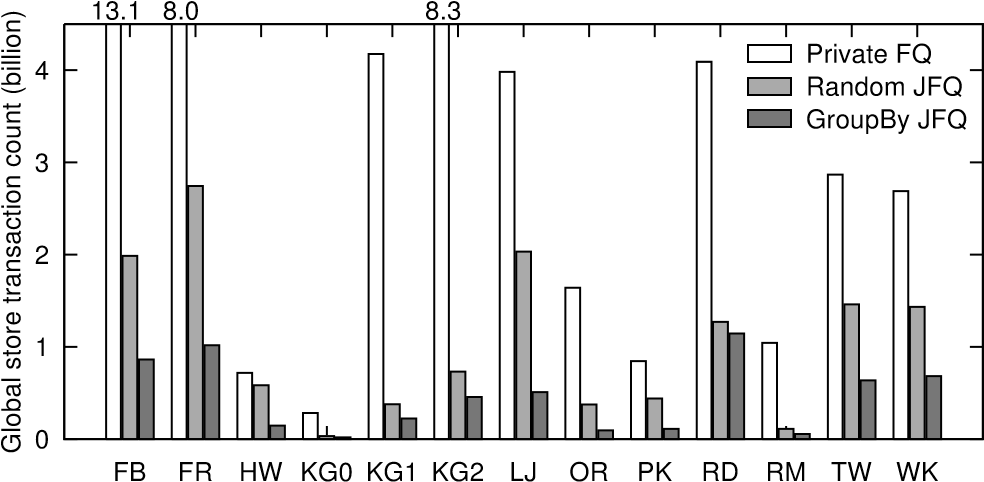 13.1 8.0 8.3
Global store transaction count (billion)
4
3
2
1
0
Private FQ
Random JFQ
GroupBy JFQ
FB FR HW KG0 KG1 KG2 LJ OR PK RD RM TW WK